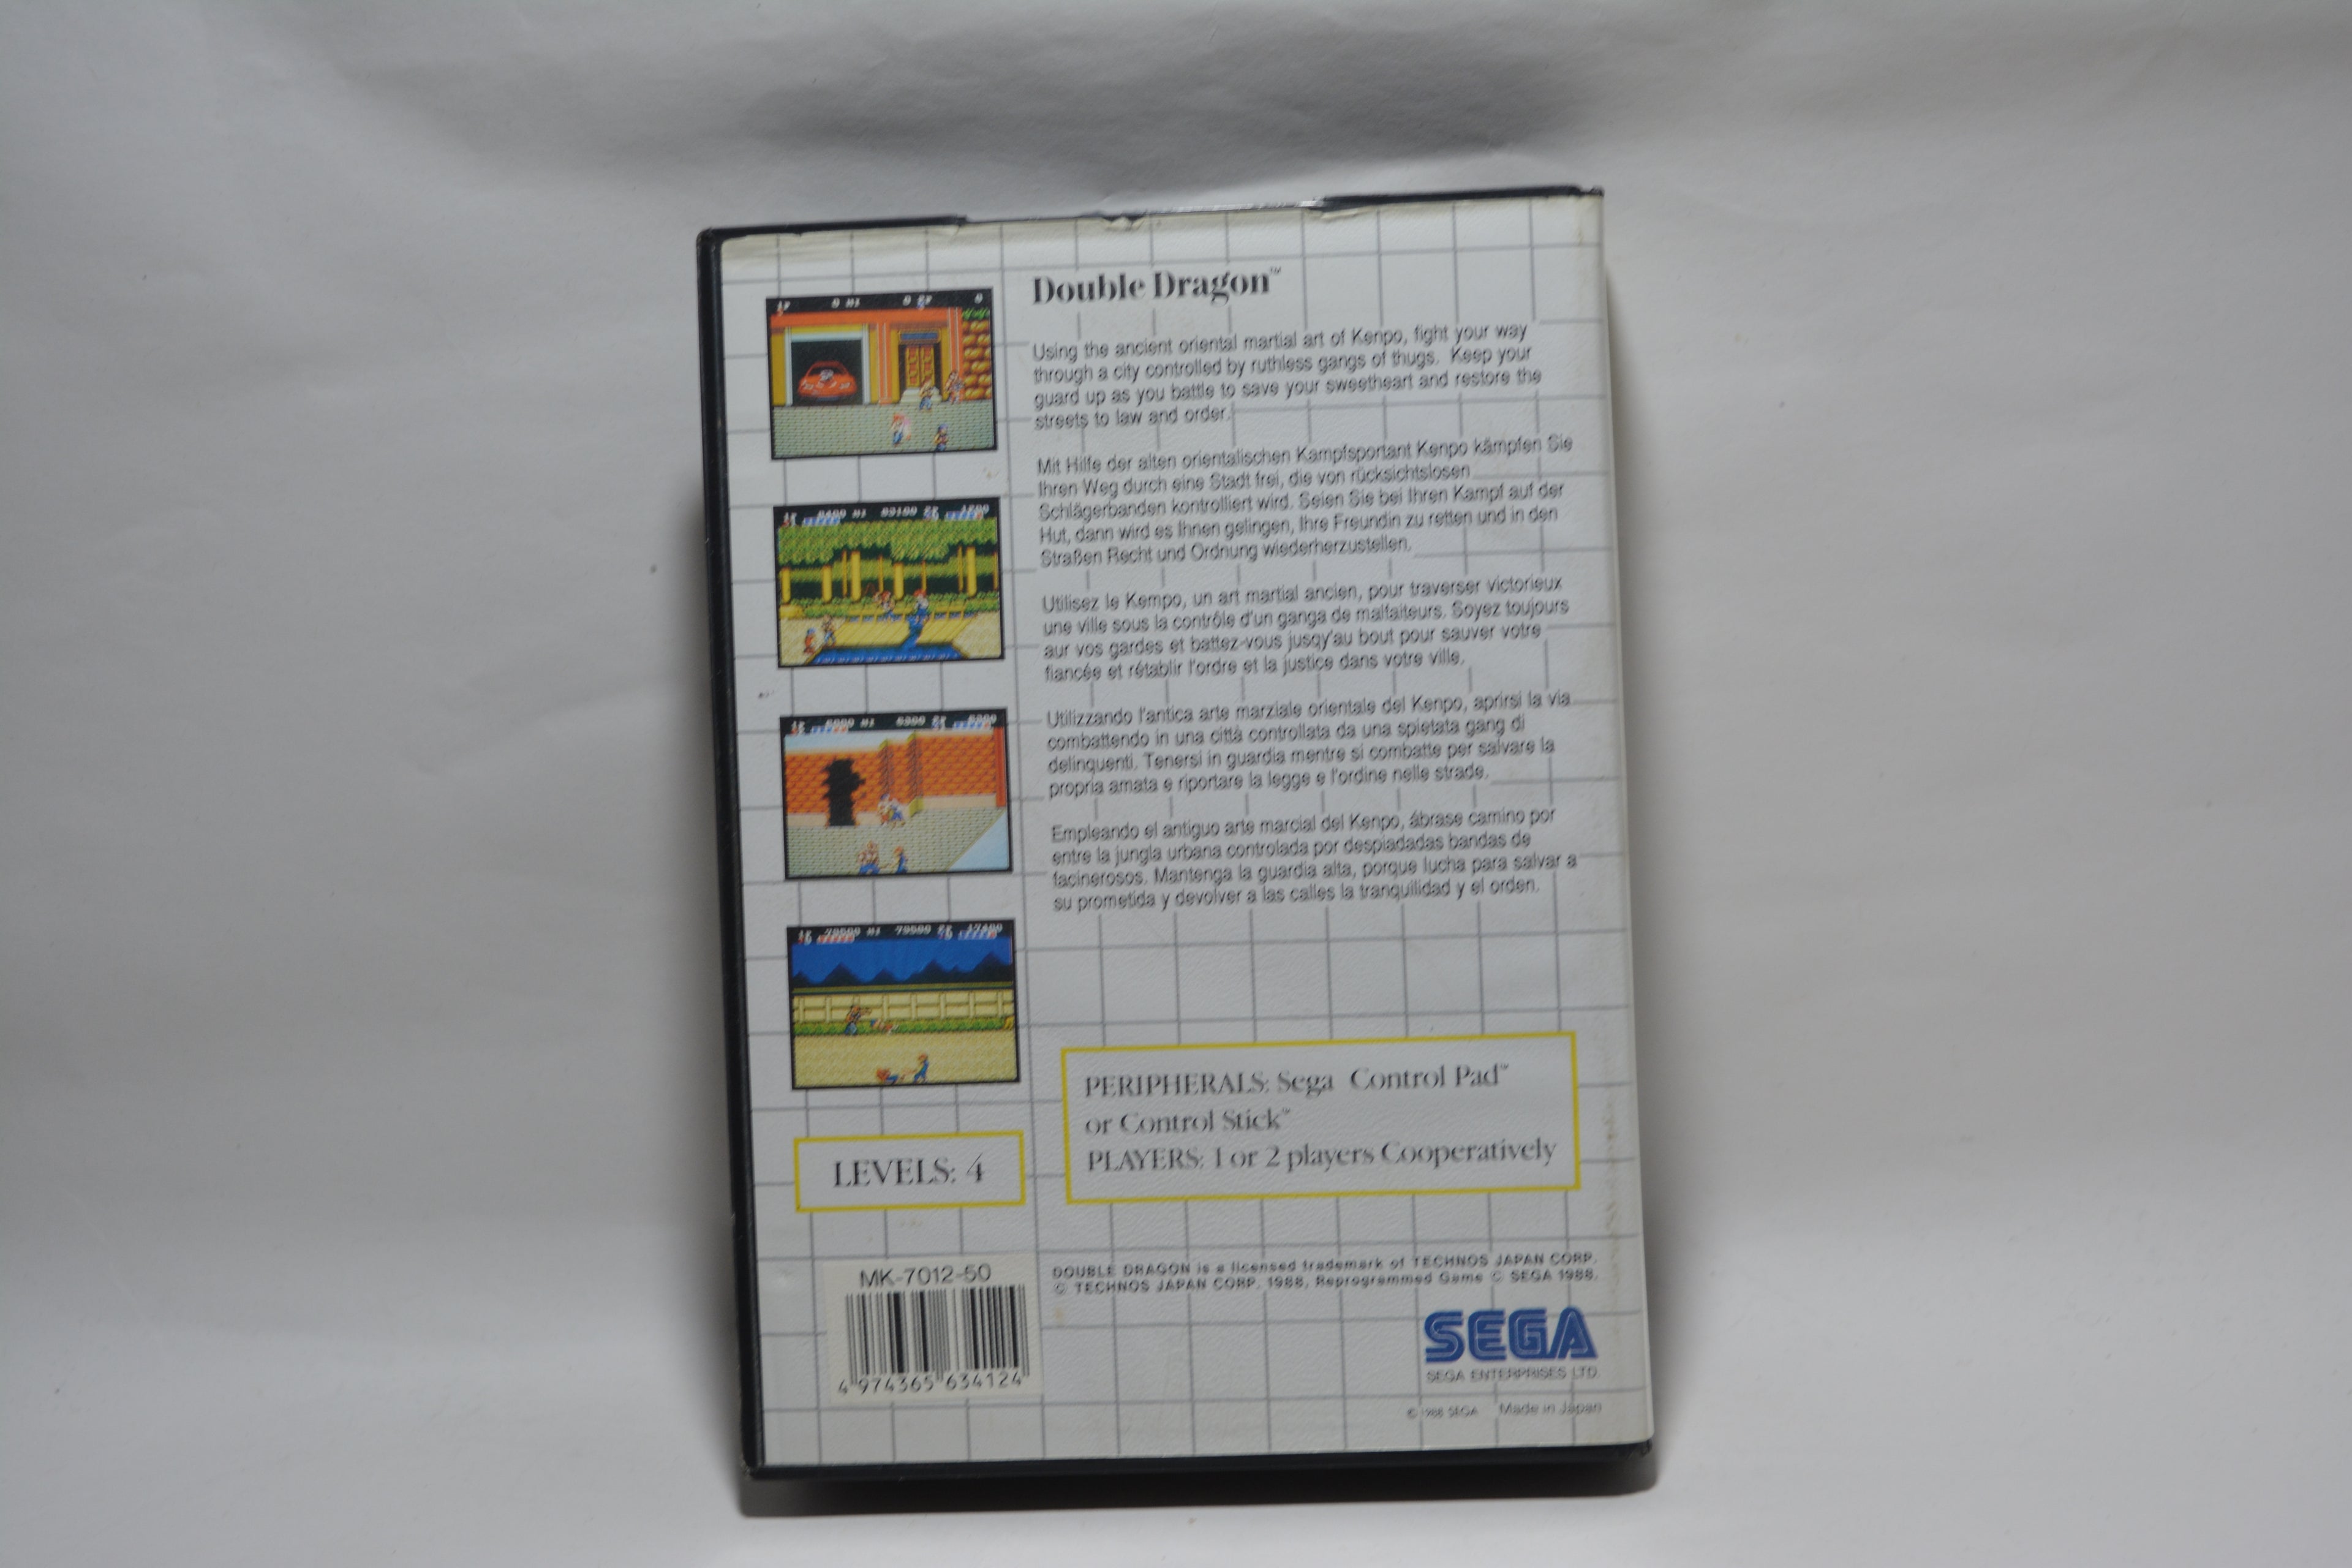 Double Dragon™
Using the ancient oriental martial art of Kenpo, fight your way
through a city controlled by ruthless gangs of thugs. Keep your
guard up as you battle to save your sweetheart and restore the
streets to law and order.
Mit Hilfe der alten orientalischen Kampfsportant Kenpo kämpfen Sie
Ihren Weg durch eine Stadt frei, die von rücksichtslosen
Schlägerbanden kontrolliert wird. Seien Sie bei Ihren Kampf auf der
Hut, dann wird es Ihnen gelingen, Ihre Freundin zu retten und in den
Straßen Recht und Ordnung wiederherzustellen.
Utilisez le Kempo, un art martial ancien, pour traverser victorieux
une ville sous la contrôle d'un ganga de malfaiteurs. Soyez toujours
aur vos gardes et battez-vous jusqy'au bout pour sauver votre
fiancée et rétablir l'ordre et la justice dans votre ville.
Utilizzando l'antica arte marziale orientale del Kenpo, aprirsi la via
combattendo in una città controllata da una spietata gang di
delinquenti. Tenersi in guardia mentre si combatte per salvare la
propria amata e riportare la legge e l'ordine nelle strade.
Empleando el antiguo arte marcial del Kenpo, ábrase camino por
entre la jungla urbana controlada por despiadadas bandas de
facinerosos. Mantenga la guardia alta, porque lucha para salvar a
su prometida y devolver a las calles la tranquilidad y el orden.
PERIPHERALS: Sega Control Pad™
or Control Stick™
PLAYERS: 1 or 2 players Cooperatively
LEVELS: 4
MK-7012-50
4 974365 634124
DOUBLE DRAGON is a licensed trademark of TECHNOS JAPAN CORP.
© TECHNOS JAPAN CORP. 1988, Reprogrammed Game © SEGA 1988.
SEGA
SEGA ENTERPRISES LTD.
© 1988 SEGA Made in Japan